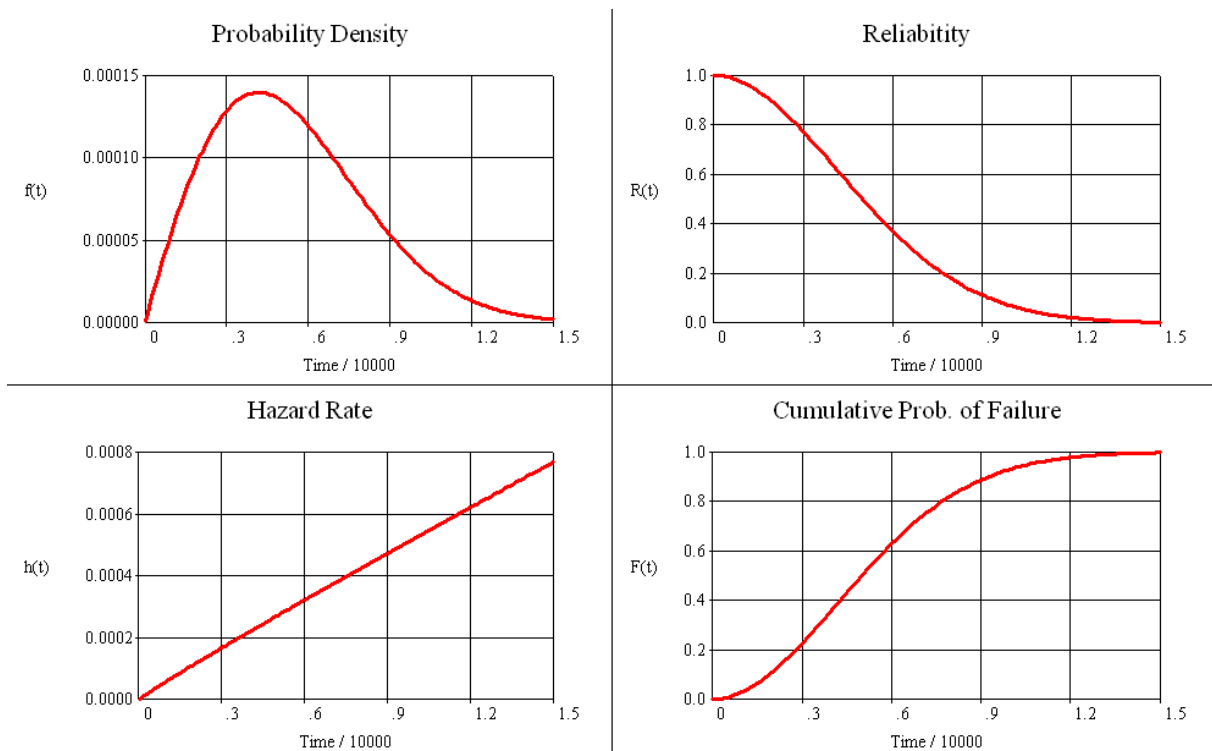 Probability Density
0.00015
0.00010
f(t)
0.00005
0.00000
0 .3 .6 .9 1.2 1.5
Time / 10000
Reliabitity
1.0
0.8
0.6
R(t)
0.4
0.2
0.0
0 .3 .6 .9 1.2 1.5
Time / 10000
Hazard Rate
0.0008
0.0006
h(t)
0.0004
0.0002
0.0000
0 .3 .6 .9 1.2 1.5
Time / 10000
Cumulative Prob. of Failure
1.0
0.8
0.6
F(t)
0.4
0.2
0.0
0 .3 .6 .9 1.2 1.5
Time / 10000